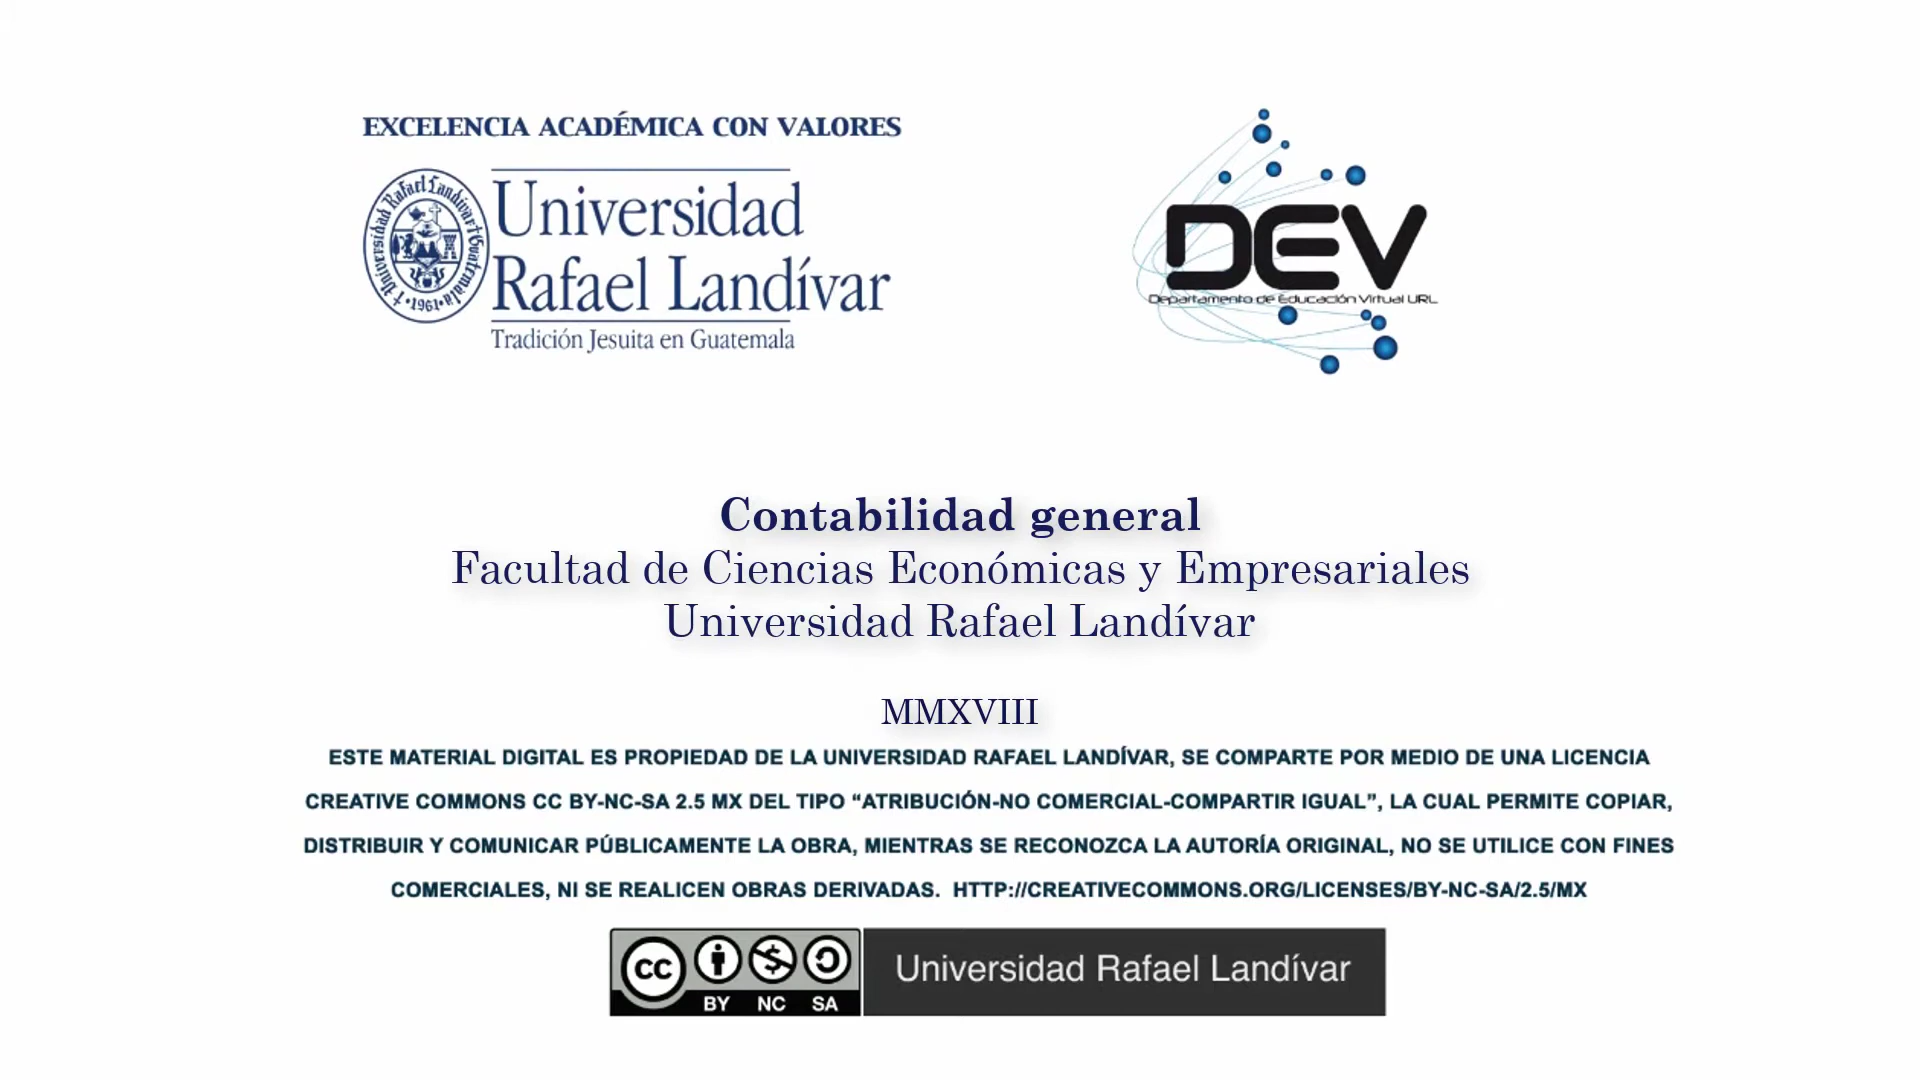 EXCELENCIA ACADÉMICA CON VALORES
Universidad Rafael Landívar Guatemala
1961
Universidad
Rafael Landívar
Tradición Jesuita en Guatemala
DEV
Departamento de Educación Virtual URL
Contabilidad general
Facultad de Ciencias Económicas y Empresariales
Universidad Rafael Landívar
MMXVIII
ESTE MATERIAL DIGITAL ES PROPIEDAD DE LA UNIVERSIDAD RAFAEL LANDÍVAR, SE COMPARTE POR MEDIO DE UNA LICENCIA
CREATIVE COMMONS CC BY-NC-SA 2.5 MX DEL TIPO “ATRIBUCIÓN-NO COMERCIAL-COMPARTIR IGUAL”, LA CUAL PERMITE COPIAR,
DISTRIBUIR Y COMUNICAR PÚBLICAMENTE LA OBRA, MIENTRAS SE RECONOZCA LA AUTORÍA ORIGINAL, NO SE UTILICE CON FINES
COMERCIALES, NI SE REALICEN OBRAS DERIVADAS. HTTP://CREATIVECOMMONS.ORG/LICENSES/BY-NC-SA/2.5/MX
CC BY NC SA
Universidad Rafael Landívar